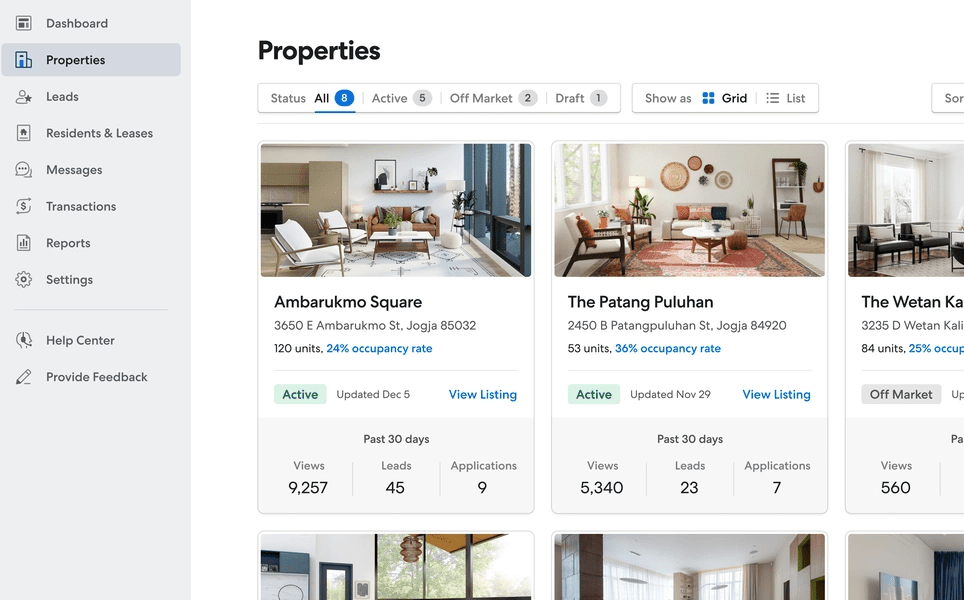 Dashboard
Properties
Leads
Residents & Leases
Messages
Transactions
Reports
Settings
Help Center
Provide Feedback
Properties
Status All 8 Active 5 Off Market 2 Draft 1
Show as Grid List
Sor
Ambarukmo Square
3650 E Ambarukmo St, Jogja 85032
120 units, 24% occupancy rate
Active Updated Dec 5 View Listing
Past 30 days
Views Leads Applications
9,257 45 9
The Patang Puluhan
2450 B Patangpuluhan St, Jogja 84920
53 units, 36% occupancy rate
Active Updated Nov 29 View Listing
Past 30 days
Views Leads Applications
5,340 23 7
The Wetan Ka
3235 D Wetan Kali
84 units, 25% occup
Off Market Up
Pa
Views
560